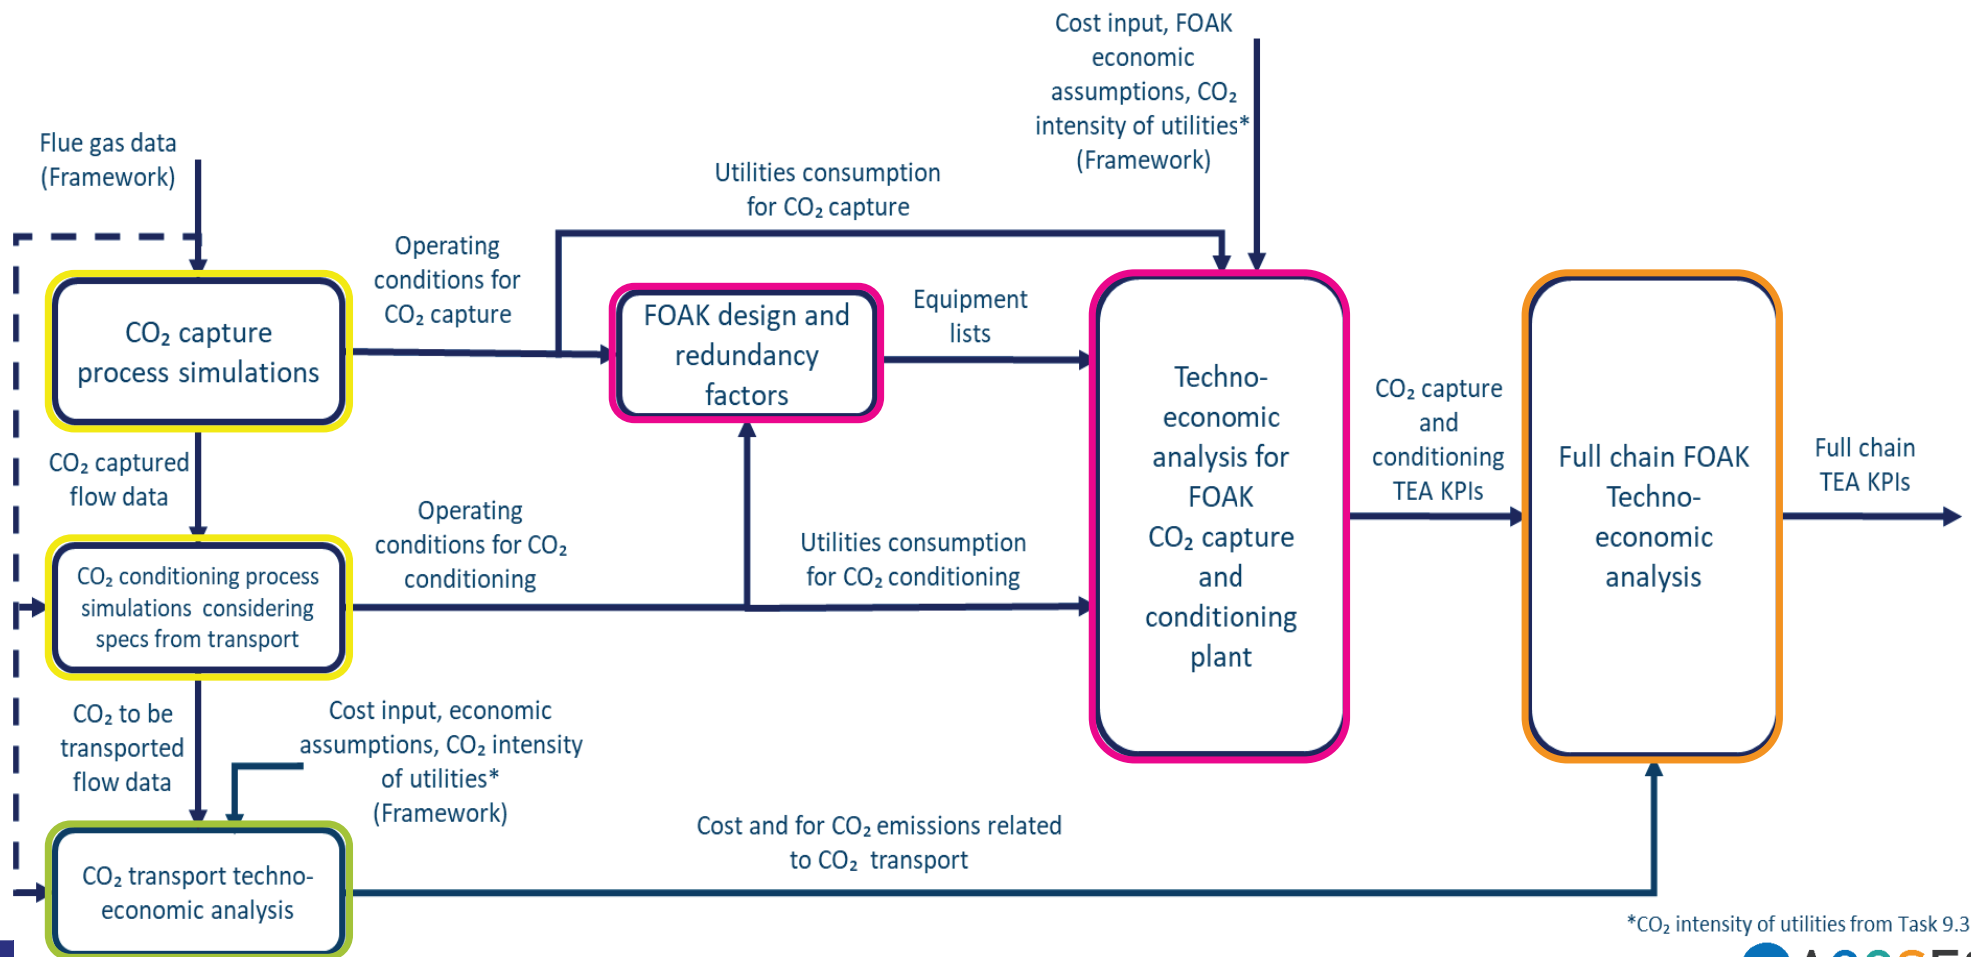 Cost input, FOAK
economic
assumptions, CO₂
intensity of utilities*
(Framework)
Flue gas data
(Framework)
Utilities consumption
for CO₂ capture
Operating
conditions for
CO₂ capture
CO₂ capture
process simulations
FOAK design and
redundancy
factors
Equipment
lists
Techno-
economic
analysis for
FOAK
CO₂ capture
and
conditioning
plant
CO₂ capture
and
conditioning
TEA KPIs
Full chain FOAK
Techno-
economic
analysis
Full chain
TEA KPIs
CO₂ captured
flow data
Operating
conditions for CO₂
conditioning
Utilities consumption
for CO₂ conditioning
CO₂ conditioning process
simulations considering
specs from transport
CO₂ to be
transported
flow data
Cost input, economic
assumptions, CO₂ intensity
of utilities*
(Framework)
Cost and for CO₂ emissions related
to CO₂ transport
CO₂ transport techno-
economic analysis
*CO₂ intensity of utilities from Task 9.3